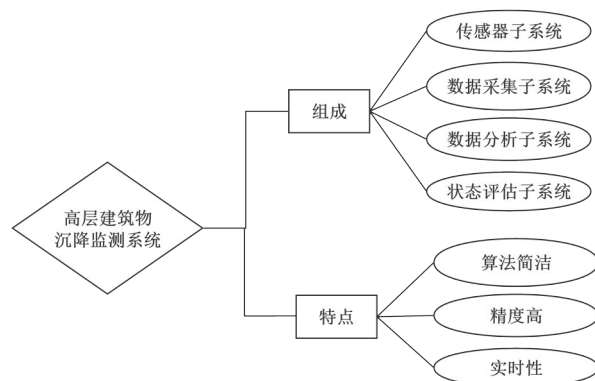 传感器子系统
数据采集子系统
组成
数据分析子系统
状态评估子系统
高层建筑物
沉降监测系统
算法简洁
特点
精度高
实时性